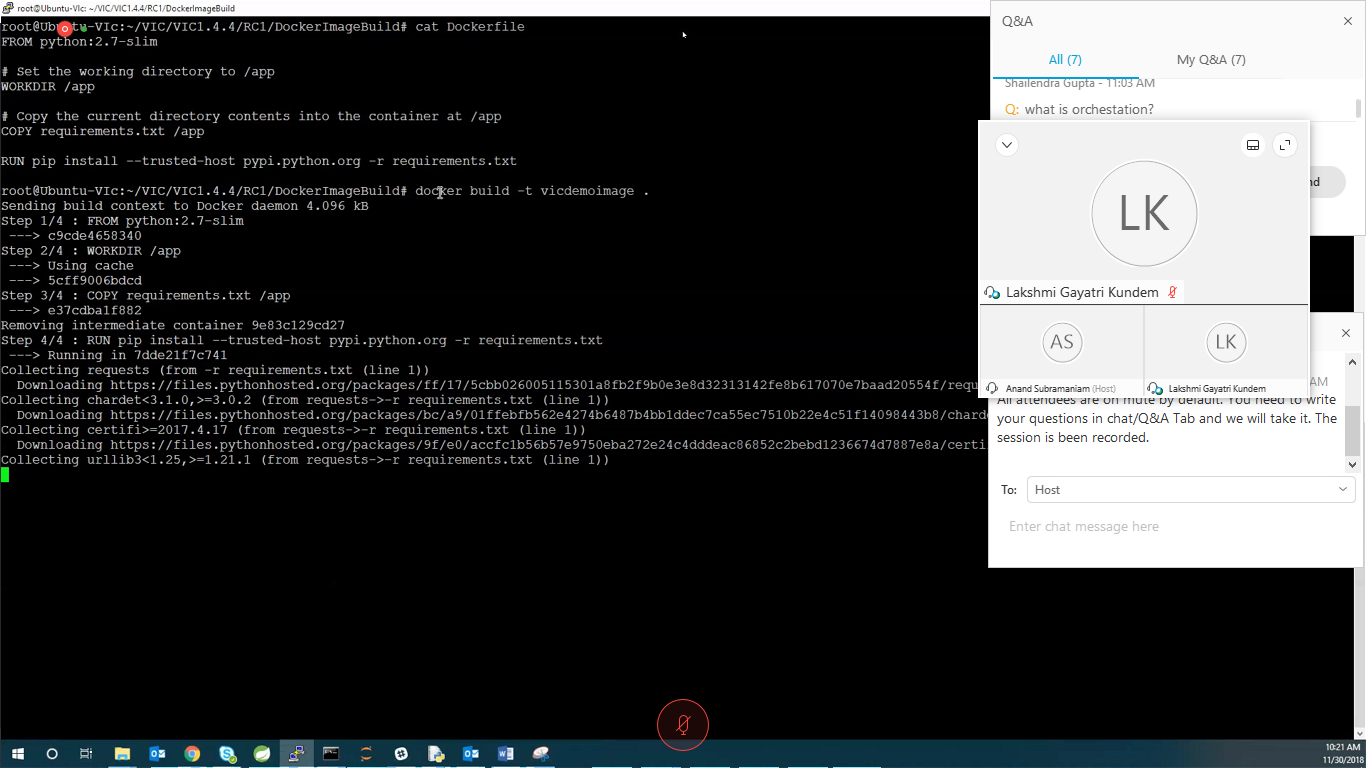 root@Ubuntu-VIc: ~/VIC/VIC1.4.4/RC1/DockerImageBuild
root@Ubuntu-VIc:~/VIC/VIC1.4.4/RC1/DockerImageBuild# cat Dockerfile
FROM python:2.7-slim
# Set the working directory to /app
WORKDIR /app
# Copy the current directory contents into the container at /app
COPY requirements.txt /app
RUN pip install --trusted-host pypi.python.org -r requirements.txt
root@Ubuntu-VIc:~/VIC/VIC1.4.4/RC1/DockerImageBuild# docker build -t vicdemoimage .
Sending build context to Docker daemon 4.096 kB
Step 1/4 : FROM python:2.7-slim
---> c9cde4658340
Step 2/4 : WORKDIR /app
---> Using cache
---> 5cff9006bdcd
Step 3/4 : COPY requirements.txt /app
---> e37cdba1f882
Removing intermediate container 9e83c129cd27
Step 4/4 : RUN pip install --trusted-host pypi.python.org -r requirements.txt
---> Running in 7dde21f7c741
Collecting requests (from -r requirements.txt (line 1))
Downloading https://files.pythonhosted.org/packages/ff/17/5cbb026005115301a8fb2f9b0e3e8d32313142fe8b617070e7baad20554f/requ
Collecting chardet<3.1.0,>=3.0.2 (from requests->-r requirements.txt (line 1))
Downloading https://files.pythonhosted.org/packages/bc/a9/01ffebfb562e4274b6487b4bb1ddec7ca55ec7510b22e4c51f14098443b8/chard
Collecting certifi>=2017.4.17 (from requests->-r requirements.txt (line 1))
Downloading https://files.pythonhosted.org/packages/9f/e0/accfc1b56b57e9750eba272e24c4dddeac86852c2bebd1236674d7887e8a/certi
Collecting urllib3<1.25,>=1.21.1 (from requests->-r requirements.txt (line 1))
Q&A
All (7)
My Q&A (7)
Shailendra Gupta - 11:03 AM
Q: what is orchestation?
nd
LK
Lakshmi Gayatri Kundem
AS
LK
Anand Subramaniam (Host)
Lakshmi Gayatri Kundem
AM
All attendees are on mute by default. You need to write
your questions in chat/Q&A Tab and we will take it. The
session is been recorded.
To:
Host
Enter chat message here
10:21 AM
11/30/2018